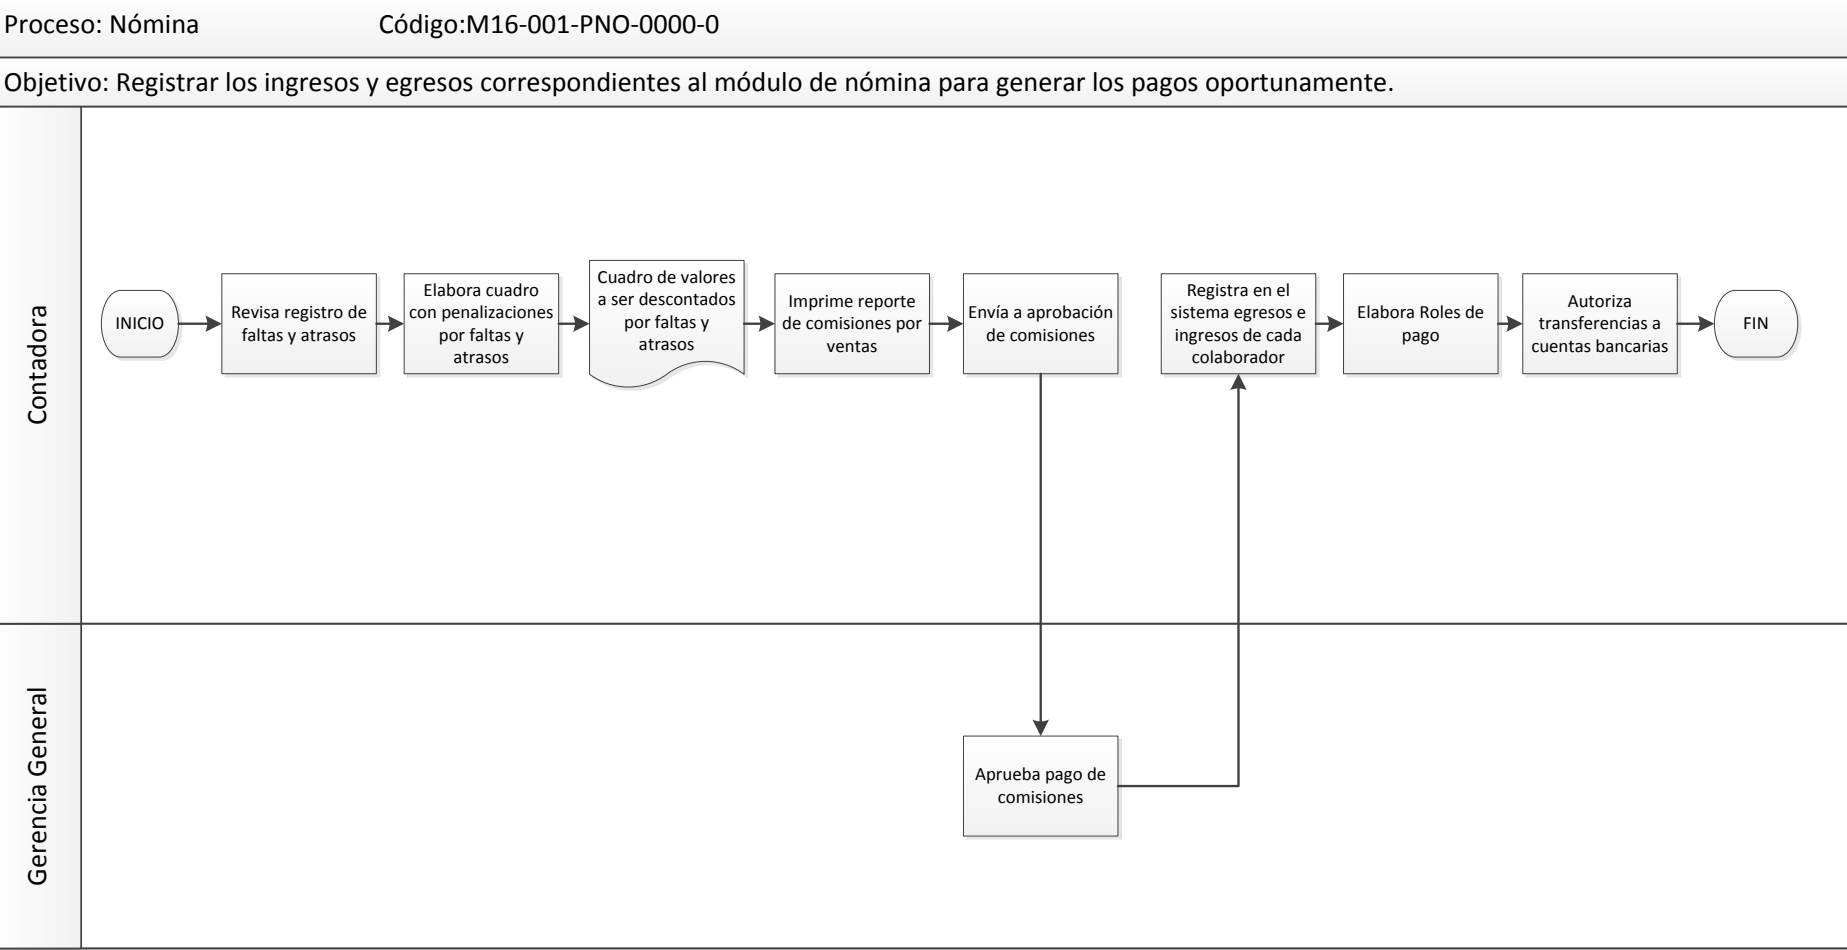 Proceso: Nómina Código:M16-001-PNO-0000-0
Objetivo: Registrar los ingresos y egresos correspondientes al módulo de nómina para generar los pagos oportunamente.
Contadora
INICIO
Revisa registro de
faltas y atrasos
Elabora cuadro
con penalizaciones
por faltas y
atrasos
Cuadro de valores
a ser descontados
por faltas y
atrasos
Imprime reporte
de comisiones por
ventas
Envía a aprobación
de comisiones
Registra en el
sistema egresos e
ingresos de cada
colaborador
Elabora Roles de
pago
Autoriza
transferencias a
cuentas bancarias
FIN
Gerencia General
Aprueba pago de
comisiones